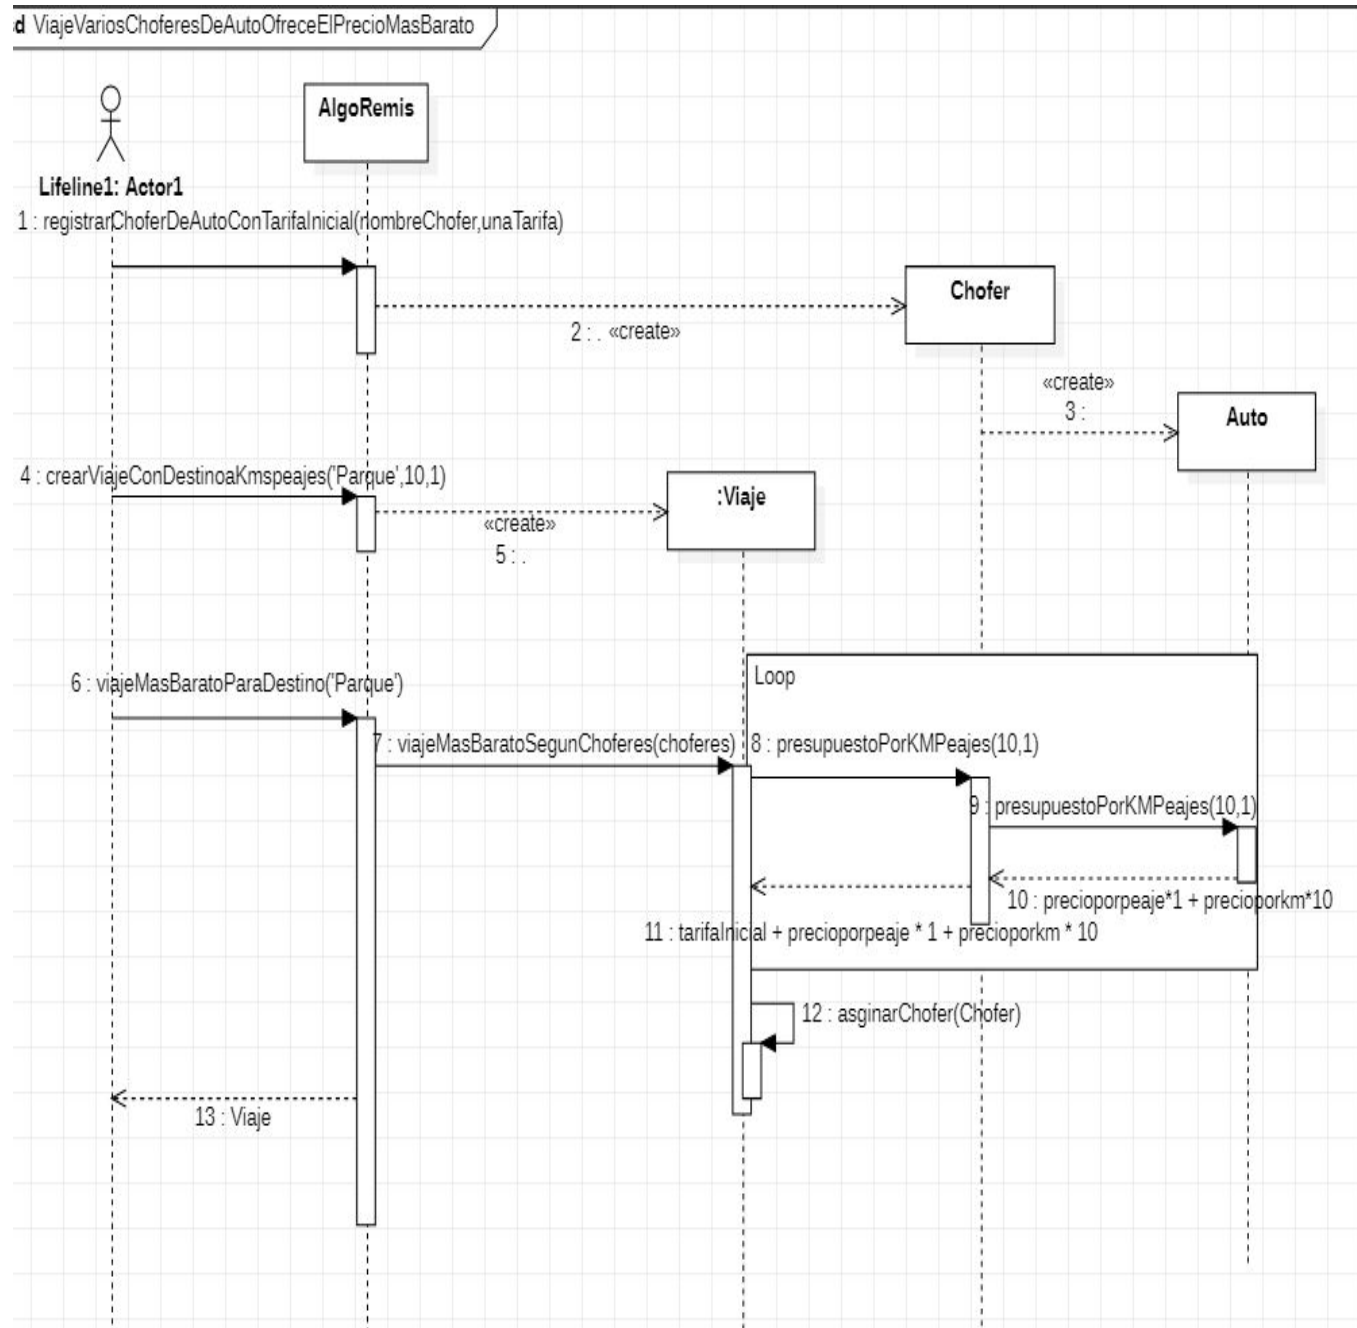 d ViajeVariosChoferesDeAutoOfreceElPrecioMasBarato
AlgoRemis
Lifeline1: Actor1
1 : registrarChoferDeAutoConTarifaInicial(nombreChofer,unaTarifa)
Chofer
2 : . «create»
«create»
3 :
Auto
4 : crearViajeConDestinoaKmspeajes('Parque',10,1)
:Viaje
«create»
5 : .
Loop
6 : viajeMasBaratoParaDestino('Parque')
7 : viajeMasBaratoSegunChoferes(choferes)
8 : presupuestoPorKMPeajes(10,1)
9 : presupuestoPorKMPeajes(10,1)
10 : precioporpeaje*1 + precioporkm*10
11 : tarifaInicial + precioporpeaje * 1 + precioporkm * 10
12 : asginarChofer(Chofer)
13 : Viaje